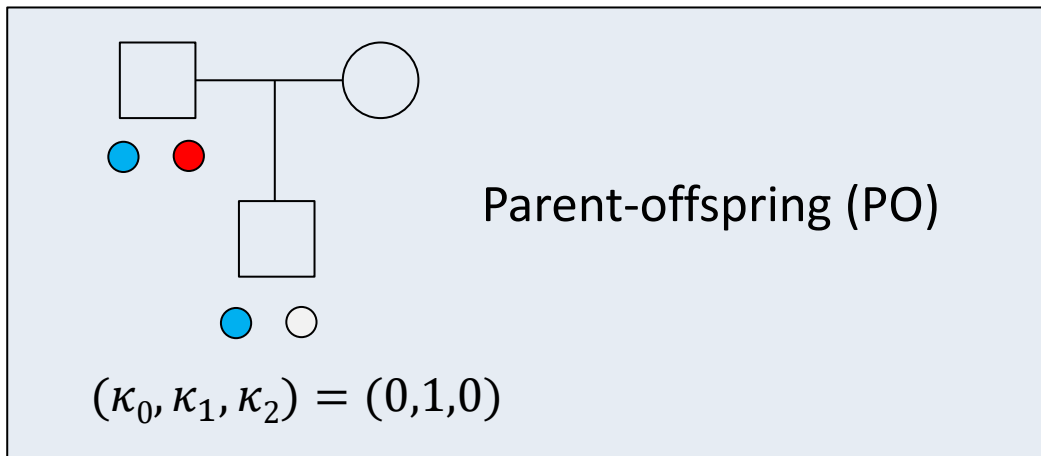 Parent-offspring (PO)
(κ₀, κ₁, κ₂) = (0,1,0)